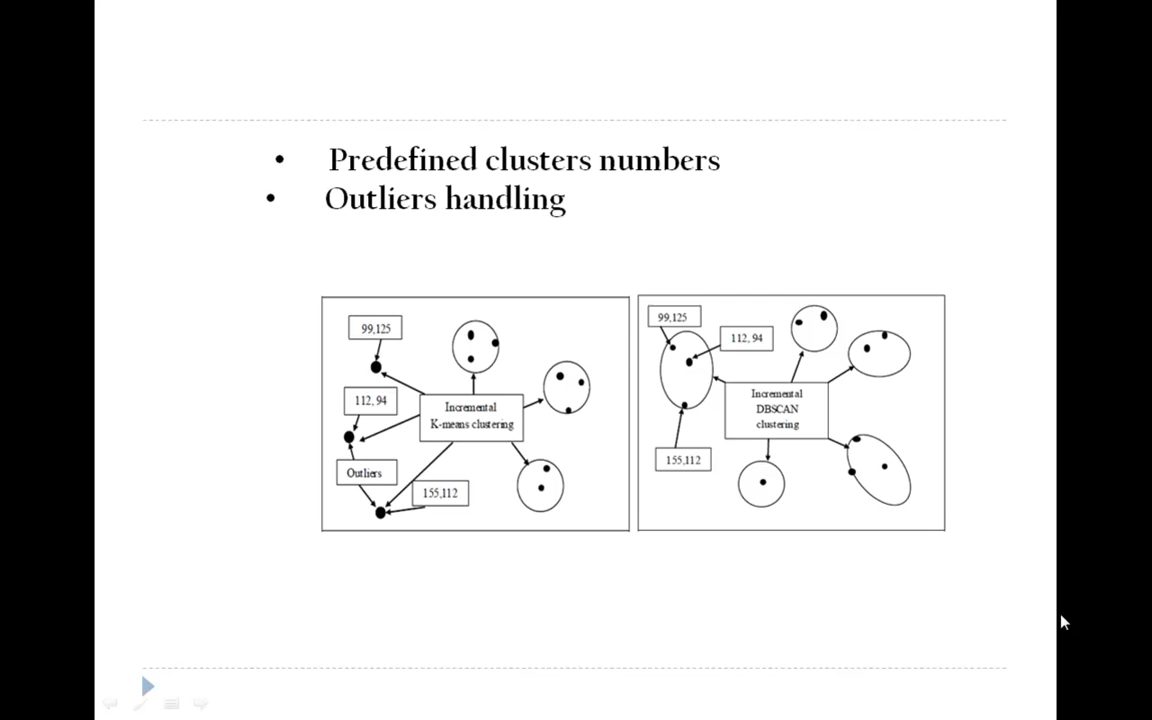 • Predefined clusters numbers
• Outliers handling
99,125
112, 94
Incremental
K-means clustering
Outliers
155,112
99,125
112, 94
Incremental
DBSCAN
clustering
155,112